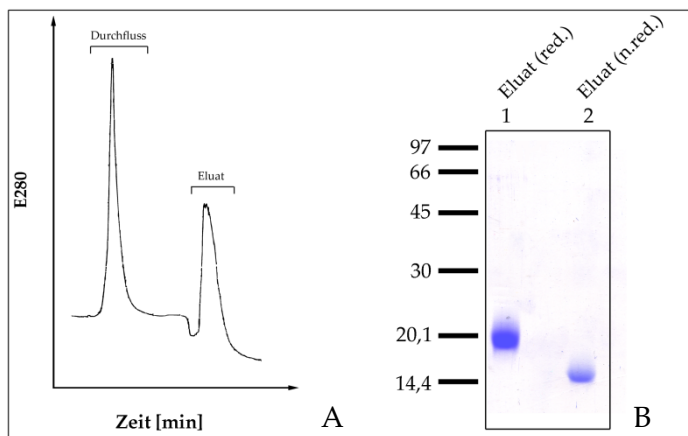 Durchfluss
Eluat
E280
Zeit [min]
A
Eluat (red.)
Eluat (n.red.)
1
2
97
66
45
30
20,1
14,4
B